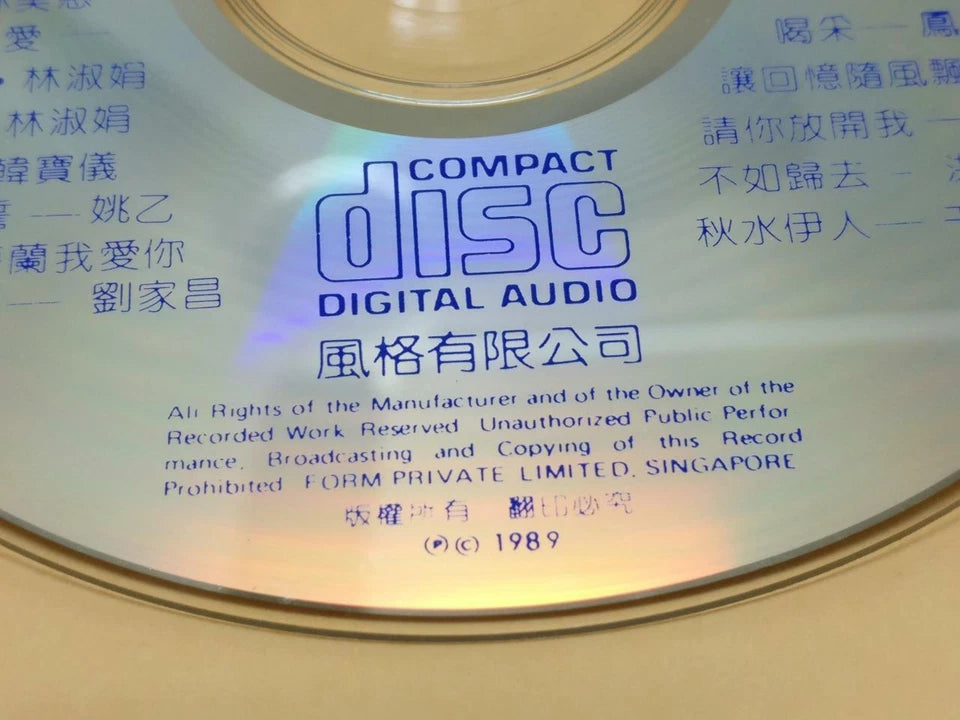 愛 —
• 林淑娟
林淑娟
韓寶儀
— 姚乙
蘭我愛你
— 劉家昌
喝采 — 鳳
讓回憶隨風飄
請你放開我 —
不如歸去 -
秋水伊人 —
COMPACT
disc
DIGITAL AUDIO
風格有限公司
All Rights of the Manufacturer and of the Owner of the
Recorded Work Reserved Unauthorized Public Perfor
mance, Broadcasting and Copying of this Record
Prohibited FORM PRIVATE LIMITED. SINGAPORE
版權所有 翻印必究
(P)(C) 1989